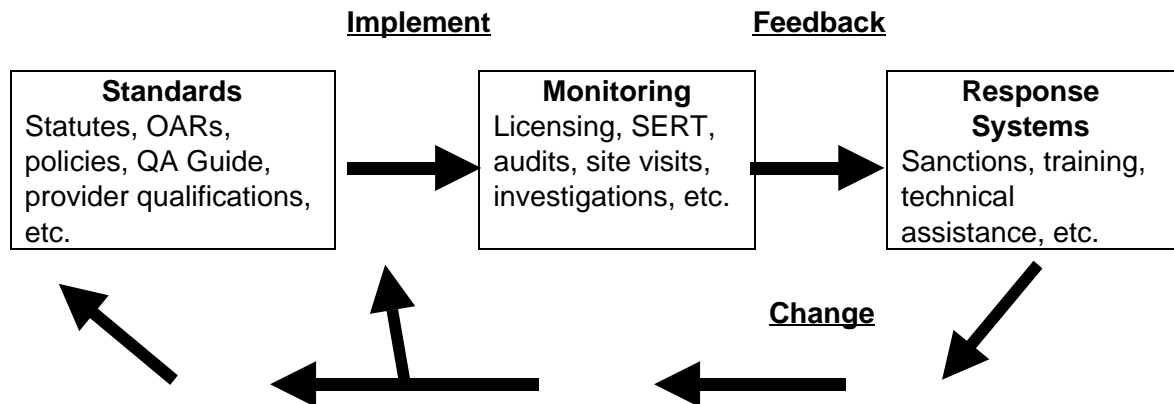 Implement
Feedback
Standards
Statutes, OARs,
policies, QA Guide,
provider qualifications,
etc.
Monitoring
Licensing, SERT,
audits, site visits,
investigations, etc.
Response
Systems
Sanctions, training,
technical
assistance, etc.
Change